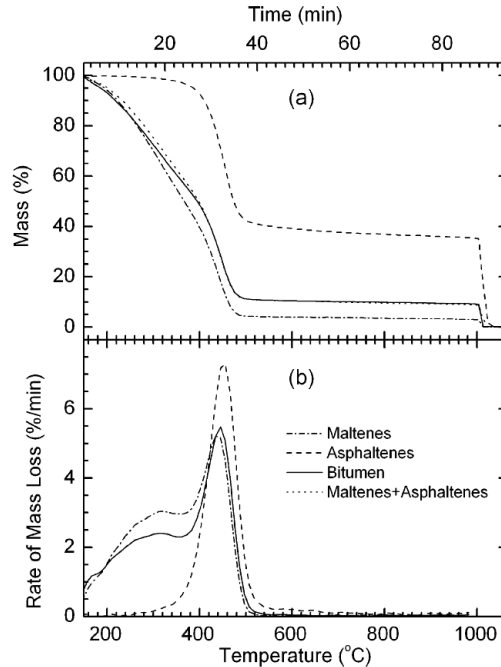 Time (min)
0 20 40 60 80
(a)
Mass (%)
100
80
60
40
20
0
(b)
Rate of Mass Loss (%/min)
6
4
2
0
Maltenes
Asphaltenes
Bitumen
Maltenes+Asphaltenes
200 400 600 800 1000
Temperature (°C)